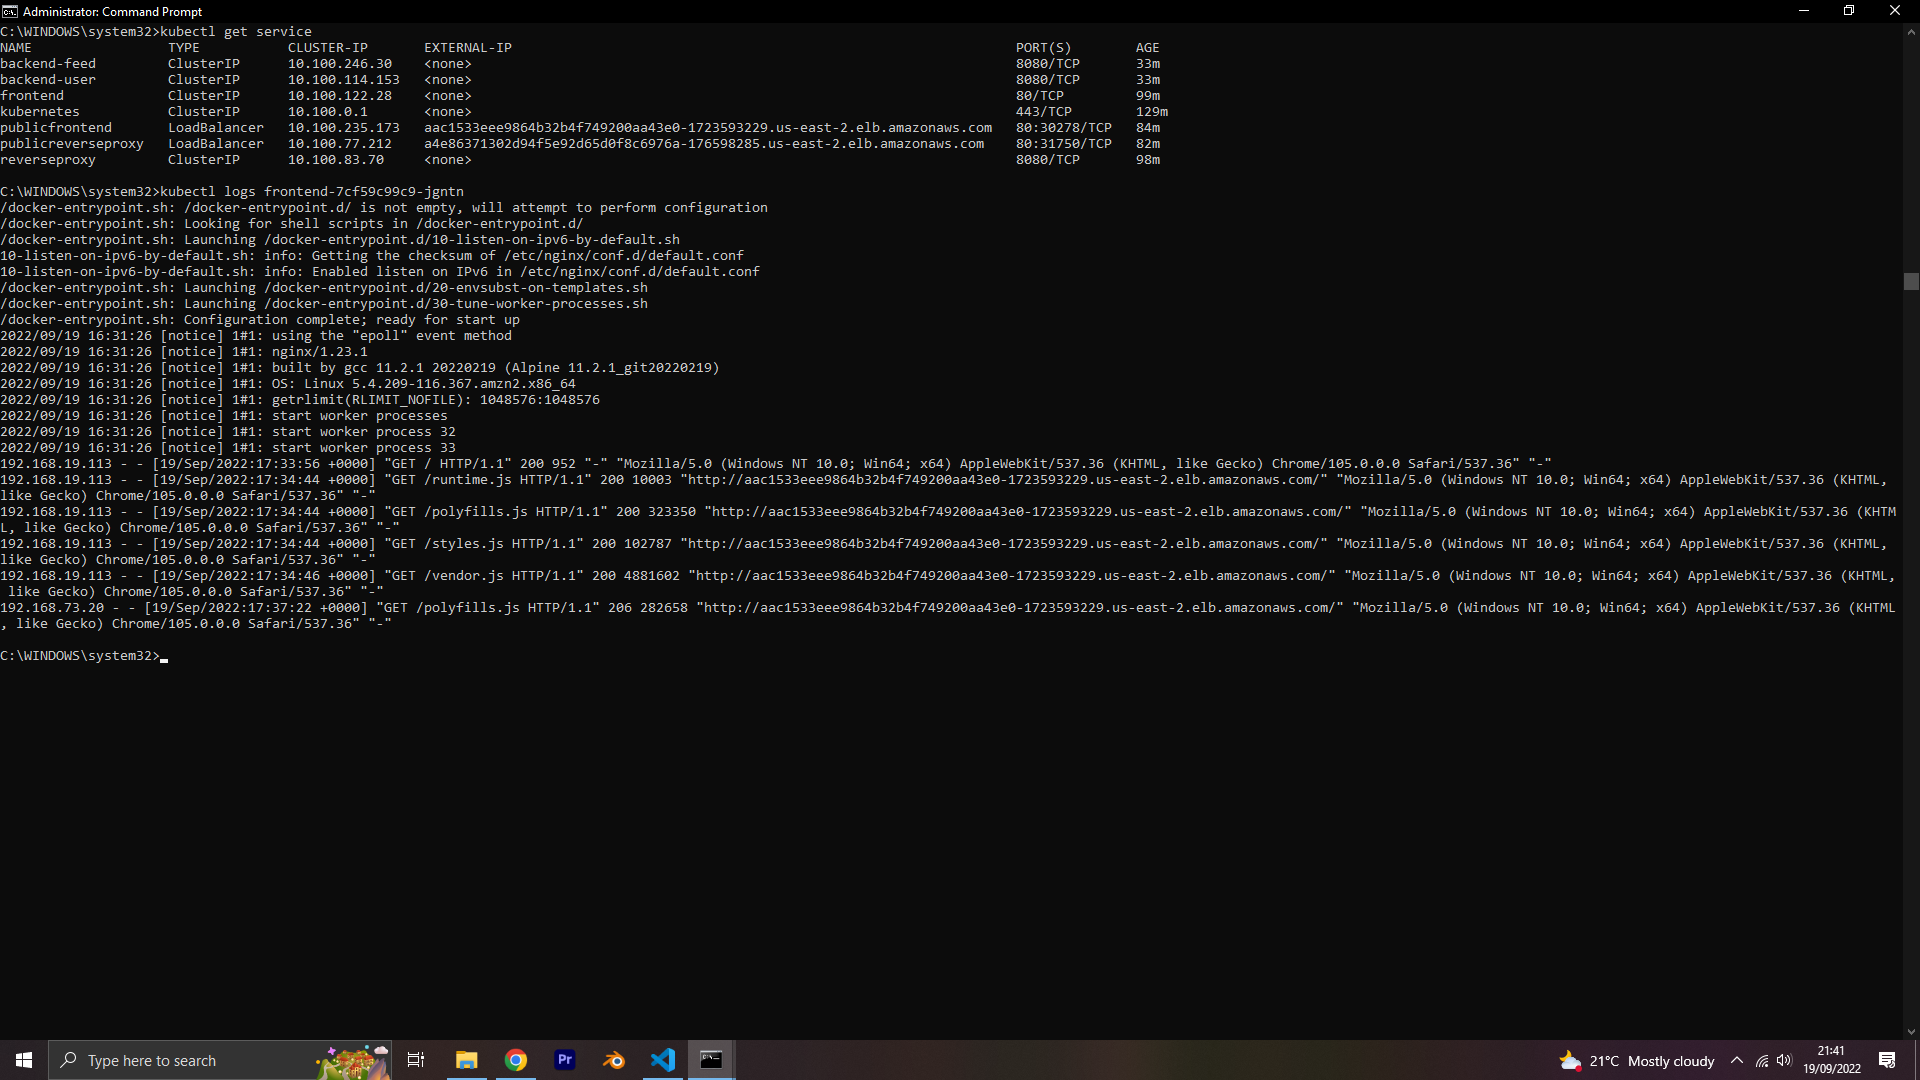 Administrator: Command Prompt
C:\WINDOWS\system32>kubectl get service
NAME TYPE CLUSTER-IP EXTERNAL-IP PORT(S) AGE
backend-feed ClusterIP 10.100.246.30 <none> 8080/TCP 33m
backend-user ClusterIP 10.100.114.153 <none> 8080/TCP 33m
frontend ClusterIP 10.100.122.28 <none> 80/TCP 99m
kubernetes ClusterIP 10.100.0.1 <none> 443/TCP 129m
publicfrontend LoadBalancer 10.100.235.173 aac1533eee9864b32b4f749200aa43e0-1723593229.us-east-2.elb.amazonaws.com 80:30278/TCP 84m
publicreverseproxy LoadBalancer 10.100.77.212 a4e86371302d94f5e92d65d0f8c6976a-176598285.us-east-2.elb.amazonaws.com 80:31750/TCP 82m
reverseproxy ClusterIP 10.100.83.70 <none> 8080/TCP 98m
C:\WINDOWS\system32>kubectl logs frontend-7cf59c99c9-jgntn
/docker-entrypoint.sh: /docker-entrypoint.d/ is not empty, will attempt to perform configuration
/docker-entrypoint.sh: Looking for shell scripts in /docker-entrypoint.d/
/docker-entrypoint.sh: Launching /docker-entrypoint.d/10-listen-on-ipv6-by-default.sh
10-listen-on-ipv6-by-default.sh: info: Getting the checksum of /etc/nginx/conf.d/default.conf
10-listen-on-ipv6-by-default.sh: info: Enabled listen on IPv6 in /etc/nginx/conf.d/default.conf
/docker-entrypoint.sh: Launching /docker-entrypoint.d/20-envsubst-on-templates.sh
/docker-entrypoint.sh: Launching /docker-entrypoint.d/30-tune-worker-processes.sh
/docker-entrypoint.sh: Configuration complete; ready for start up
2022/09/19 16:31:26 [notice] 1#1: using the "epoll" event method
2022/09/19 16:31:26 [notice] 1#1: nginx/1.23.1
2022/09/19 16:31:26 [notice] 1#1: built by gcc 11.2.1 20220219 (Alpine 11.2.1_git20220219)
2022/09/19 16:31:26 [notice] 1#1: OS: Linux 5.4.209-116.367.amzn2.x86_64
2022/09/19 16:31:26 [notice] 1#1: getrlimit(RLIMIT_NOFILE): 1048576:1048576
2022/09/19 16:31:26 [notice] 1#1: start worker processes
2022/09/19 16:31:26 [notice] 1#1: start worker process 32
2022/09/19 16:31:26 [notice] 1#1: start worker process 33
192.168.19.113 - - [19/Sep/2022:17:33:56 +0000] "GET / HTTP/1.1" 200 952 "-" "Mozilla/5.0 (Windows NT 10.0; Win64; x64) AppleWebKit/537.36 (KHTML, like Gecko) Chrome/105.0.0.0 Safari/537.36" "-"
192.168.19.113 - - [19/Sep/2022:17:34:44 +0000] "GET /runtime.js HTTP/1.1" 200 10003 "http://aac1533eee9864b32b4f749200aa43e0-1723593229.us-east-2.elb.amazonaws.com/" "Mozilla/5.0 (Windows NT 10.0; Win64; x64) AppleWebKit/537.36 (KHTML,
like Gecko) Chrome/105.0.0.0 Safari/537.36" "-"
192.168.19.113 - - [19/Sep/2022:17:34:44 +0000] "GET /polyfills.js HTTP/1.1" 200 323350 "http://aac1533eee9864b32b4f749200aa43e0-1723593229.us-east-2.elb.amazonaws.com/" "Mozilla/5.0 (Windows NT 10.0; Win64; x64) AppleWebKit/537.36 (KHTM
L, like Gecko) Chrome/105.0.0.0 Safari/537.36" "-"
192.168.19.113 - - [19/Sep/2022:17:34:44 +0000] "GET /styles.js HTTP/1.1" 200 102787 "http://aac1533eee9864b32b4f749200aa43e0-1723593229.us-east-2.elb.amazonaws.com/" "Mozilla/5.0 (Windows NT 10.0; Win64; x64) AppleWebKit/537.36 (KHTML,
like Gecko) Chrome/105.0.0.0 Safari/537.36" "-"
192.168.19.113 - - [19/Sep/2022:17:34:46 +0000] "GET /vendor.js HTTP/1.1" 200 4881602 "http://aac1533eee9864b32b4f749200aa43e0-1723593229.us-east-2.elb.amazonaws.com/" "Mozilla/5.0 (Windows NT 10.0; Win64; x64) AppleWebKit/537.36 (KHTML,
like Gecko) Chrome/105.0.0.0 Safari/537.36" "-"
192.168.73.20 - - [19/Sep/2022:17:37:22 +0000] "GET /polyfills.js HTTP/1.1" 206 282658 "http://aac1533eee9864b32b4f749200aa43e0-1723593229.us-east-2.elb.amazonaws.com/" "Mozilla/5.0 (Windows NT 10.0; Win64; x64) AppleWebKit/537.36 (KHTML
, like Gecko) Chrome/105.0.0.0 Safari/537.36" "-"
C:\WINDOWS\system32>
Type here to search
Pr
21°C Mostly cloudy
21:41
19/09/2022